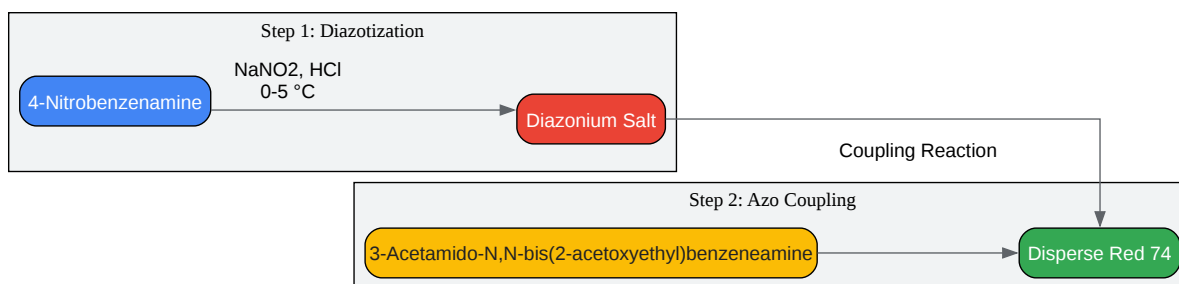 Step 1: Diazotization
NaNO2, HCl
0-5 °C
4-Nitrobenzenamine
Diazonium Salt
Coupling Reaction
Step 2: Azo Coupling
3-Acetamido-N,N-bis(2-acetoxyethyl)benzeneamine
Disperse Red 74